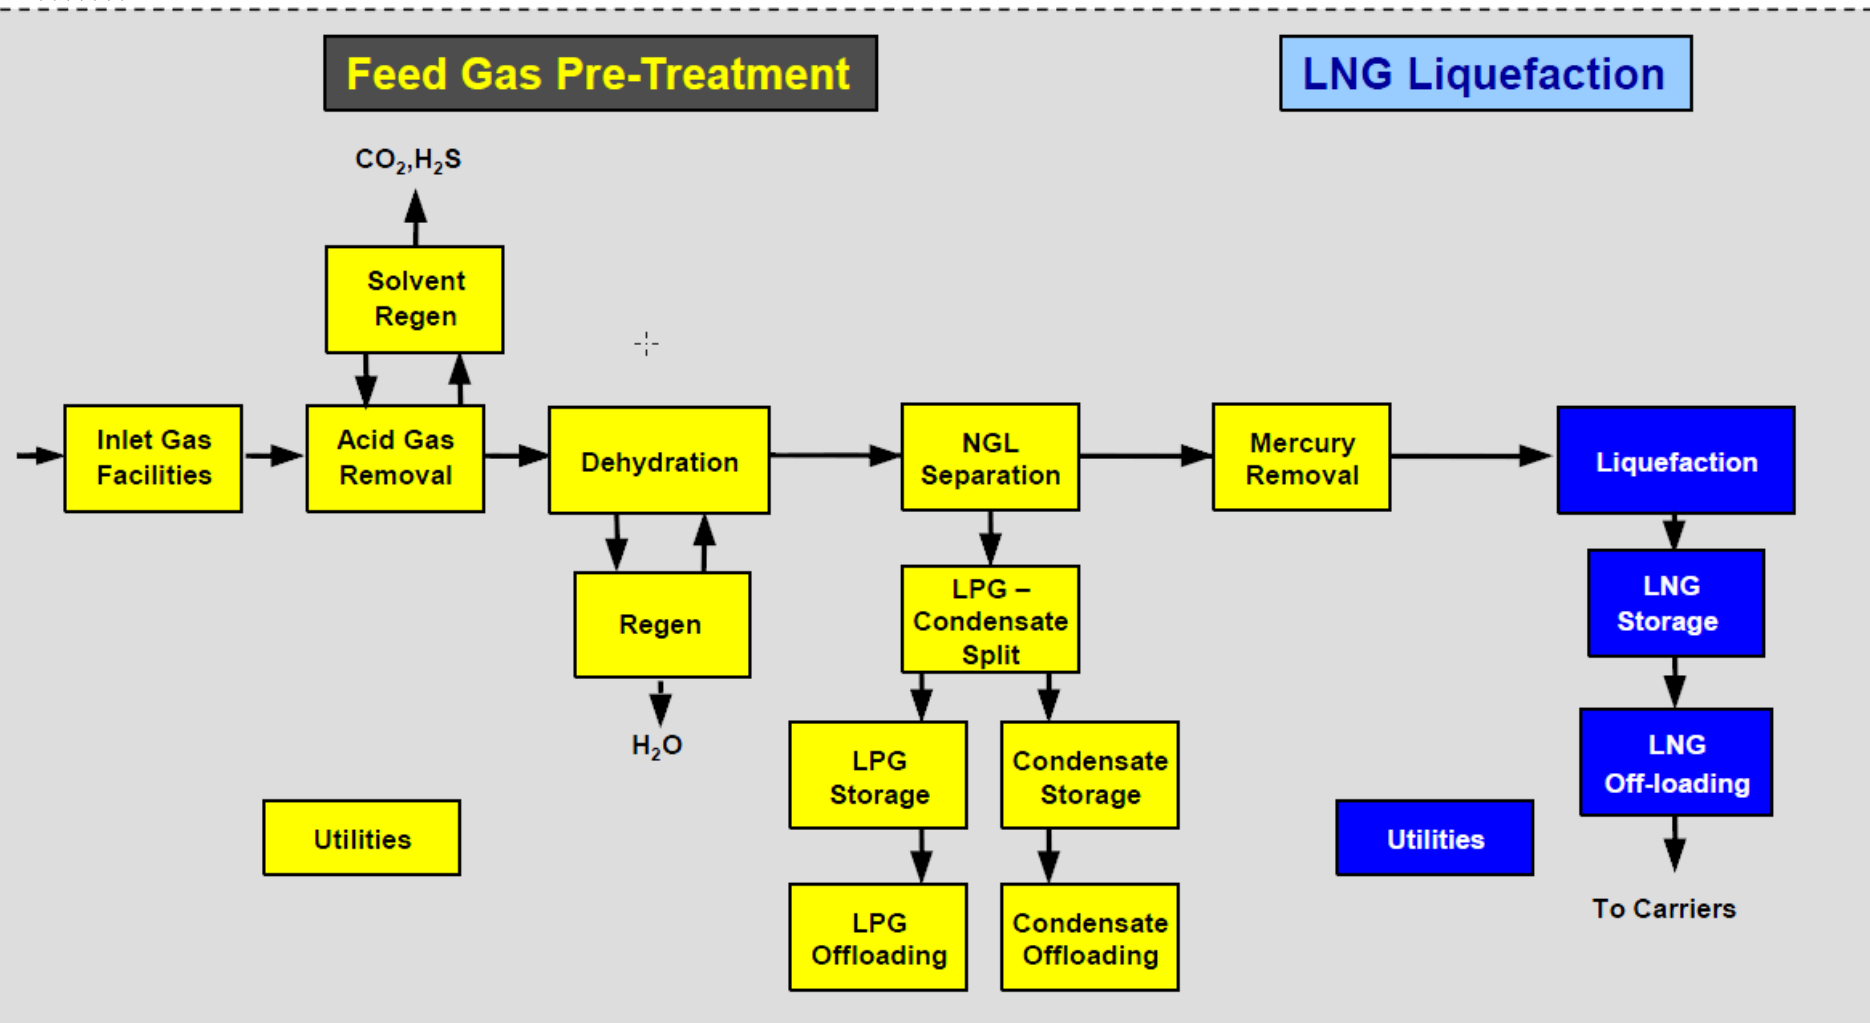 Feed Gas Pre-Treatment
LNG Liquefaction
CO₂,H₂S
Solvent
Regen
Inlet Gas
Facilities
Acid Gas
Removal
Dehydration
NGL
Separation
Mercury
Removal
Liquefaction
Regen
H₂O
LPG –
Condensate
Split
LNG
Storage
LPG
Storage
Condensate
Storage
LNG
Off-loading
Utilities
Utilities
LPG
Offloading
Condensate
Offloading
To Carriers